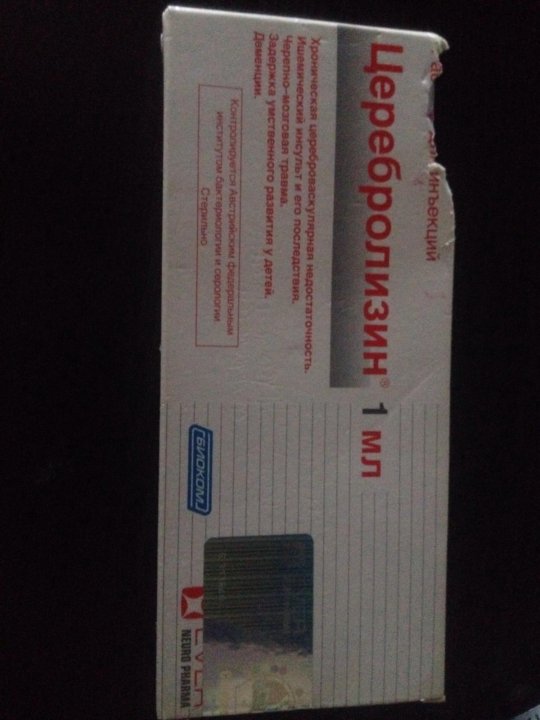 инъекций
Церебролизин® 1 мл
Хроническая цереброваскулярная недостаточность.
Ишемический инсульт и его последствия.
Черепно-мозговая травма.
Задержка умственного развития у детей.
Деменции.
Контролируется Австрийским федеральным
институтом бактериологии и серологии
Стерильно
БИОКОМ
NEURO PHARMA